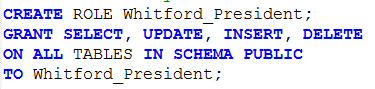 CREATE ROLE Whitford_President;
GRANT SELECT, UPDATE, INSERT, DELETE
ON ALL TABLES IN SCHEMA PUBLIC
TO Whitford_President;